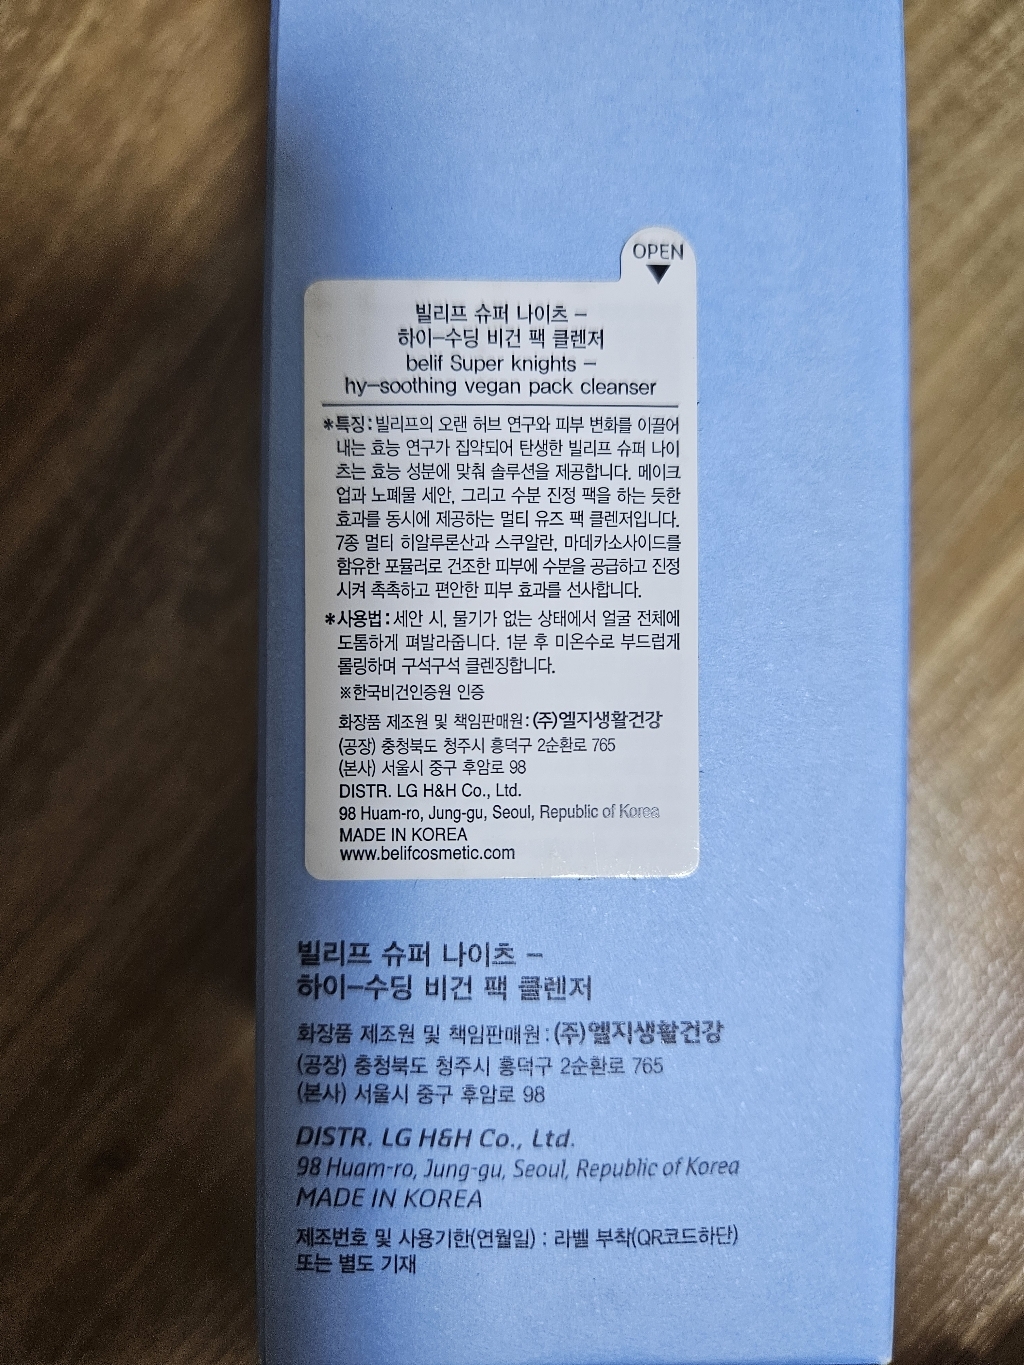 OPEN
빌리프 슈퍼 나이츠 –
하이–수딩 비건 팩 클렌저
belif Super knights –
hy–soothing vegan pack cleanser
*특징: 빌리프의 오랜 허브 연구와 피부 변화를 이끌어
내는 효능 연구가 집약되어 탄생한 빌리프 슈퍼 나이
츠는 효능 성분에 맞춰 솔루션을 제공합니다. 메이크
업과 노폐물 세안, 그리고 수분 진정 팩을 하는 듯한
효과를 동시에 제공하는 멀티 유즈 팩 클렌저입니다.
7종 멀티 히알루론산과 스쿠알란, 마데카소사이드를
함유한 포뮬러로 건조한 피부에 수분을 공급하고 진정
시켜 촉촉하고 편안한 피부 효과를 선사합니다.
*사용법: 세안 시, 물기가 없는 상태에서 얼굴 전체에
도톰하게 펴발라줍니다. 1분 후 미온수로 부드럽게
롤링하며 구석구석 클렌징합니다.
※한국비건인증원 인증
화장품 제조원 및 책임판매원: (주)엘지생활건강
(공장) 충청북도 청주시 흥덕구 2순환로 765
(본사) 서울시 중구 후암로 98
DISTR. LG H&H Co., Ltd.
98 Huam-ro, Jung-gu, Seoul, Republic of Korea
MADE IN KOREA
www.belifcosmetic.com
빌리프 슈퍼 나이츠 –
하이–수딩 비건 팩 클렌저
화장품 제조원 및 책임판매원: (주)엘지생활건강
(공장) 충청북도 청주시 흥덕구 2순환로 765
(본사) 서울시 중구 후암로 98
DISTR. LG H&H Co., Ltd.
98 Huam-ro, Jung-gu, Seoul, Republic of Korea
MADE IN KOREA
제조번호 및 사용기한(연월일) : 라벨 부착(QR코드하단)
또는 별도 기재